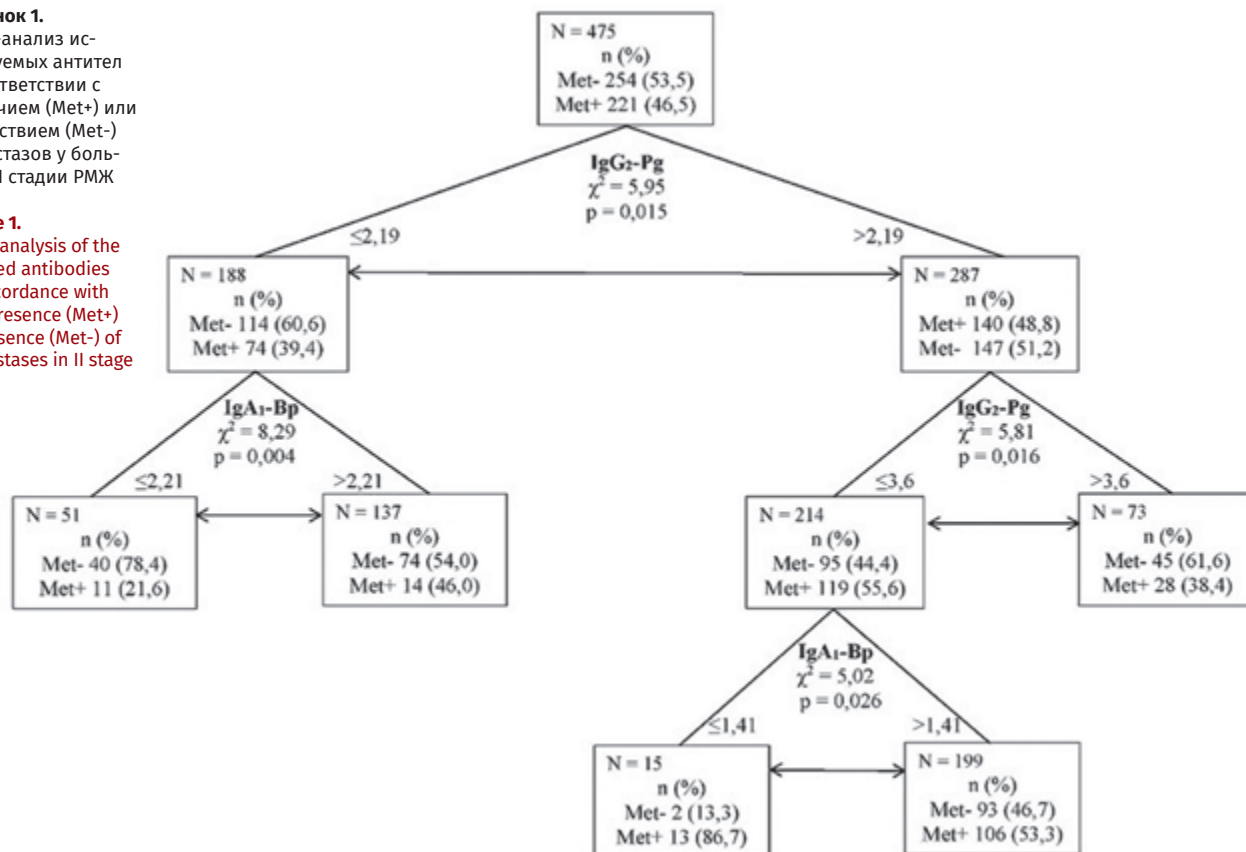 нок 1.
-анализ ис-
уемых антител
тветствии с
чием (Met+) или
ствием (Met-)
стазов у боль-
I стадии РМЖ
e 1.
analysis of the
ed antibodies
cordance with
resence (Met+)
sence (Met-) of
stases in II stage
N = 475
n (%)
Met- 254 (53,5)
Met+ 221 (46,5)
IgG₂-Pg
χ² = 5,95
p = 0,015
≤2,19
>2,19
N = 188
n (%)
Met- 114 (60,6)
Met+ 74 (39,4)
N = 287
n (%)
Met+ 140 (48,8)
Met- 147 (51,2)
IgA₁-Bp
χ² = 8,29
p = 0,004
≤2,21
>2,21
IgG₂-Pg
χ² = 5,81
p = 0,016
≤3,6
>3,6
N = 51
n (%)
Met- 40 (78,4)
Met+ 11 (21,6)
N = 137
n (%)
Met- 74 (54,0)
Met+ 14 (46,0)
N = 214
n (%)
Met- 95 (44,4)
Met+ 119 (55,6)
N = 73
n (%)
Met- 45 (61,6)
Met+ 28 (38,4)
IgA₁-Bp
χ² = 5,02
p = 0,026
≤1,41
>1,41
N = 15
n (%)
Met- 2 (13,3)
Met+ 13 (86,7)
N = 199
n (%)
Met- 93 (46,7)
Met+ 106 (53,3)